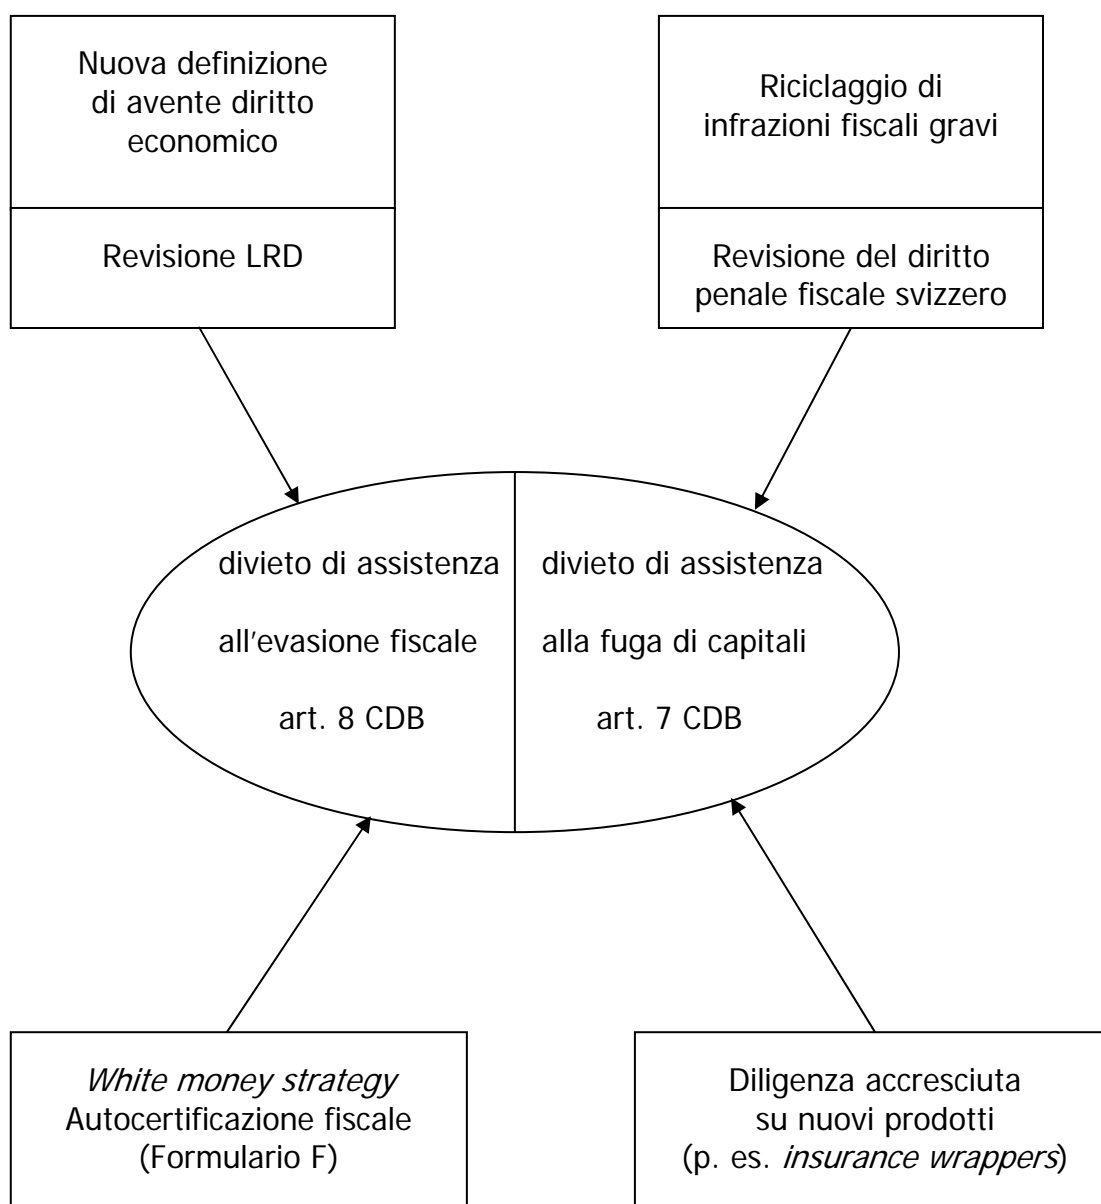 Nuova definizione
di avente diritto
economico
Revisione LRD
Riciclaggio di
infrazioni fiscali gravi
Revisione del diritto
penale fiscale svizzero
divieto di assistenza
all'evasione fiscale
art. 8 CDB
divieto di assistenza
alla fuga di capitali
art. 7 CDB
White money strategy
Autocertificazione fiscale
(Formulario F)
Diligenza accresciuta
su nuovi prodotti
(p. es. insurance wrappers)